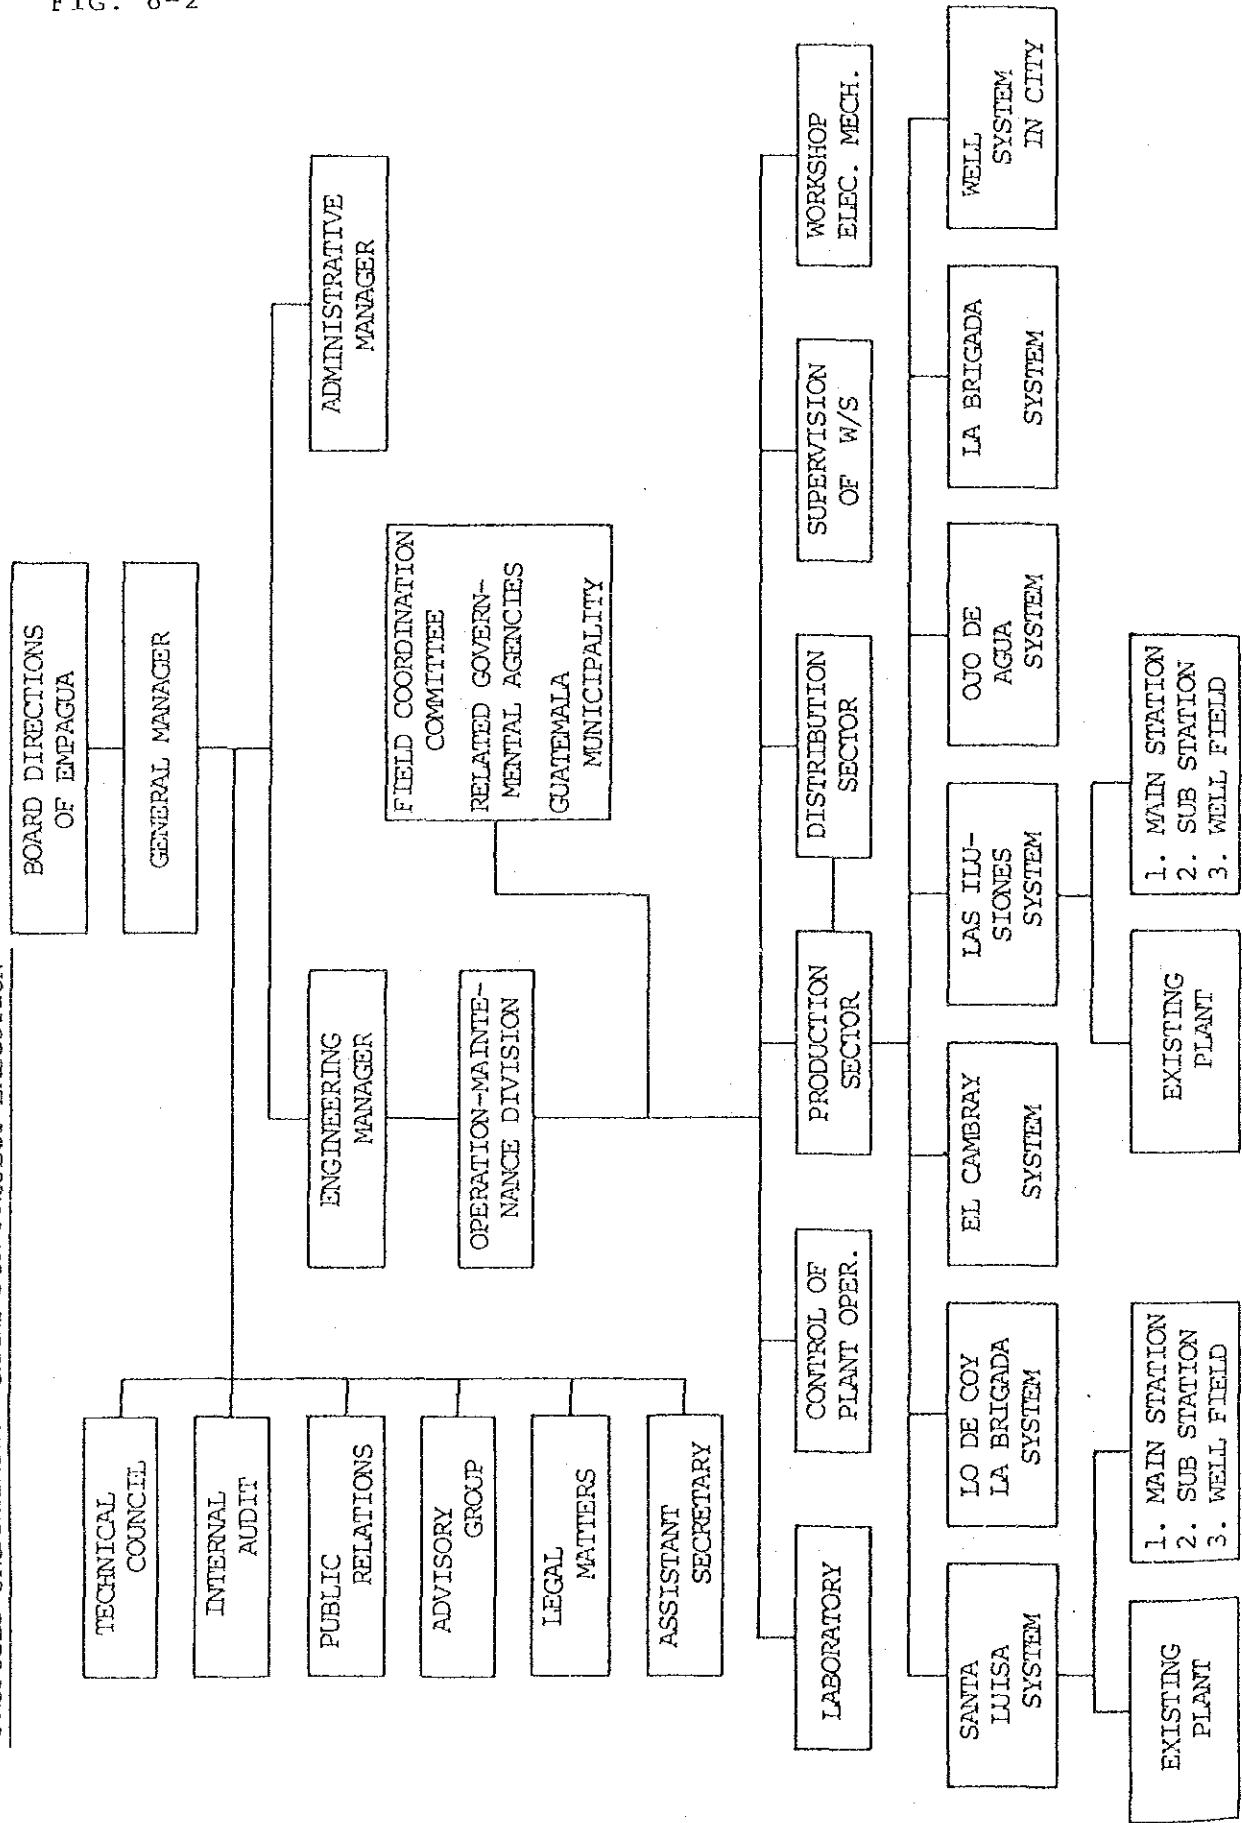 FIG. 8-2
BOARD DIRECTIONS
OF EMPAGUA
GENERAL MANAGER
TECHNICAL
COUNCIL
INTERNAL
AUDIT
PUBLIC
RELATIONS
ADVISORY
GROUP
LEGAL
MATTERS
ASSISTANT
SECRETARY
ENGINEERING
MANAGER
ADMINISTRATIVE
MANAGER
OPERATION-MAINTE-
NANCE DIVISION
FIELD COORDINATION
COMMITTEE
RELATED GOVERN-
MENTAL AGENCIES
GUATEMALA
MUNICIPALITY
LABORATORY
CONTROL OF
PLANT OPER.
PRODUCTION
SECTOR
DISTRIBUTION
SECTOR
SUPERVISION
OF W/S
WORKSHOP
ELEC. MECH.
SANTA
LUISA
SYSTEM
LO DE COY
LA BRIGADA
SYSTEM
EL CAMBRAY
SYSTEM
LAS ILU-
SIONES
SYSTEM
OJO DE
AGUA
SYSTEM
LA BRIGADA
SYSTEM
WELL
SYSTEM
IN CITY
EXISTING
PLANT
1. MAIN STATION
2. SUB STATION
3. WELL FIELD
EXISTING
PLANT
1. MAIN STATION
2. SUB STATION
3. WELL FIELD